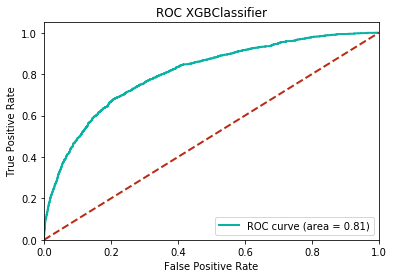 ROC XGBClassifier
True Positive Rate
1.0
0.8
0.6
0.4
0.2
0.0
ROC curve (area = 0.81)
0.0 0.2 0.4 0.6 0.8 1.0
False Positive Rate